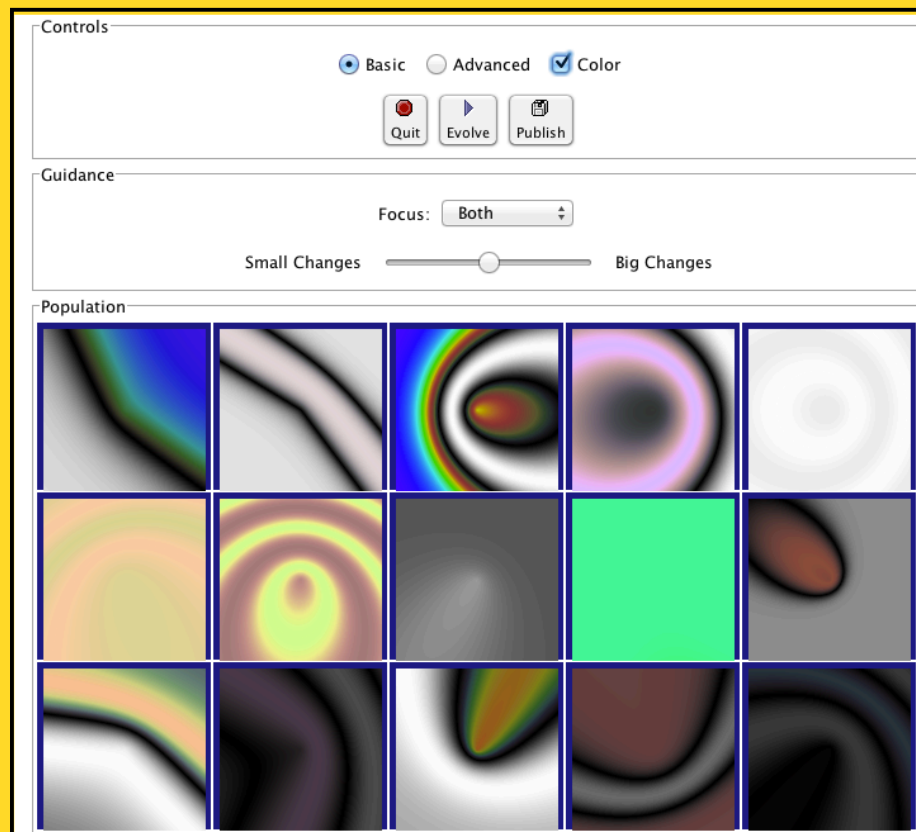 Controls
Basic Advanced Color
Quit Evolve Publish
Guidance
Focus: Both
Small Changes Big Changes
Population